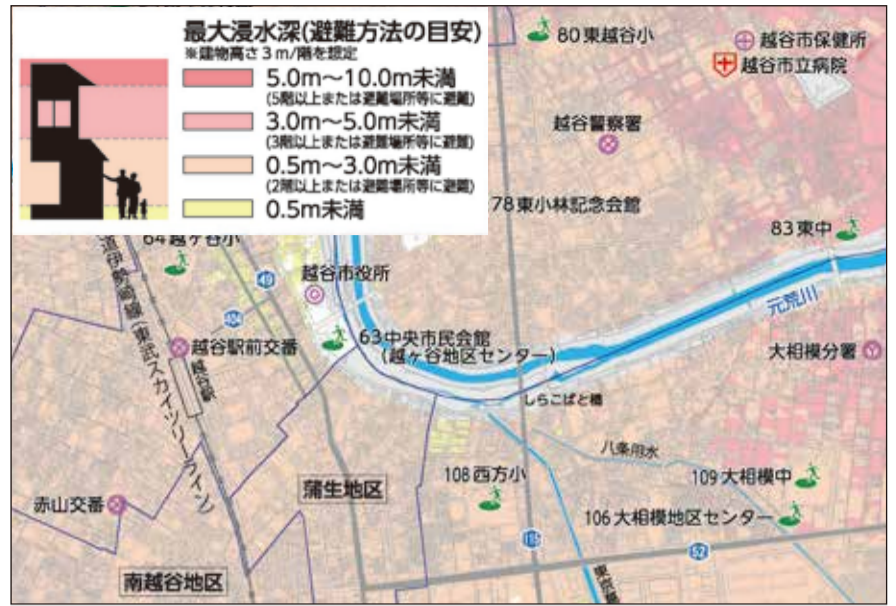 最大浸水深(避難方法の目安)
※建物高さ3m/階を想定
5.0m～10.0m未満
(5階以上または避難場所等に避難)
3.0m～5.0m未満
(3階以上または避難場所等に避難)
0.5m～3.0m未満
(2階以上または避難場所等に避難)
0.5m未満
80東越谷小
越谷市保健所
越谷市立病院
越谷警察署
78東小林記念会館
83東中
64越ヶ谷小
道伊勢崎線(東武スカイツリーライン)
49
越谷市役所
元荒川
404
越谷駅前交番
越谷駅
63中央市民会館
(越ヶ谷地区センター)
大相模分署
しらこばと橋
八条用水
蒲生地区
108西方小
109大相模中
赤山交番
106大相模地区センター
115
52
南越谷地区